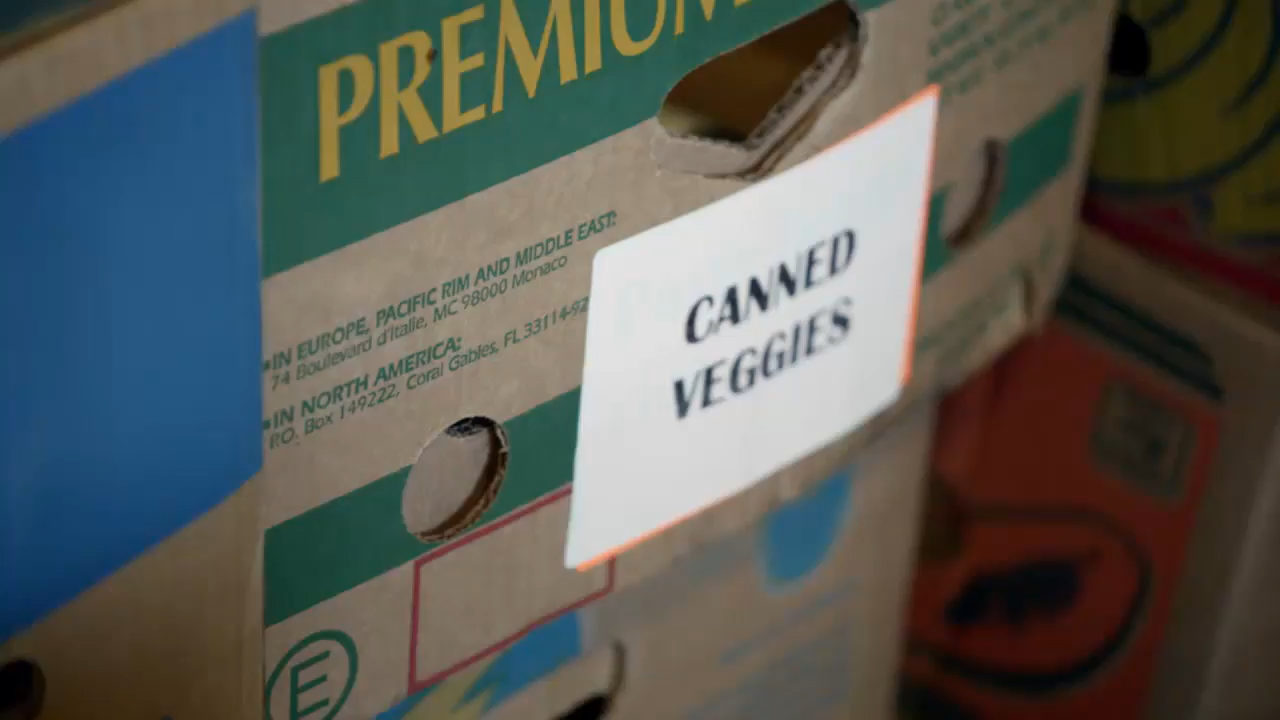 PREMIUM
•IN EUROPE, PACIFIC RIM AND MIDDLE EAST:
74 Boulevard d'Italie, MC 98000 Monaco
•IN NORTH AMERICA:
P.O. Box 149222, Coral Gables, FL 33114-92
CANNED
VEGGIES
E